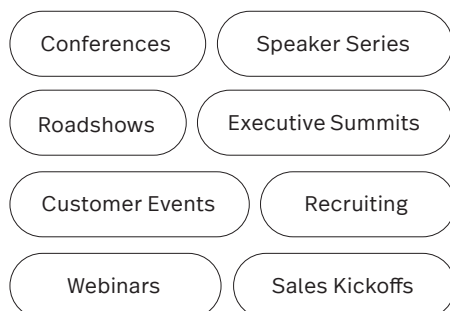 Conferences
Speaker Series
Roadshows
Executive Summits
Customer Events
Recruiting
Webinars
Sales Kickoffs